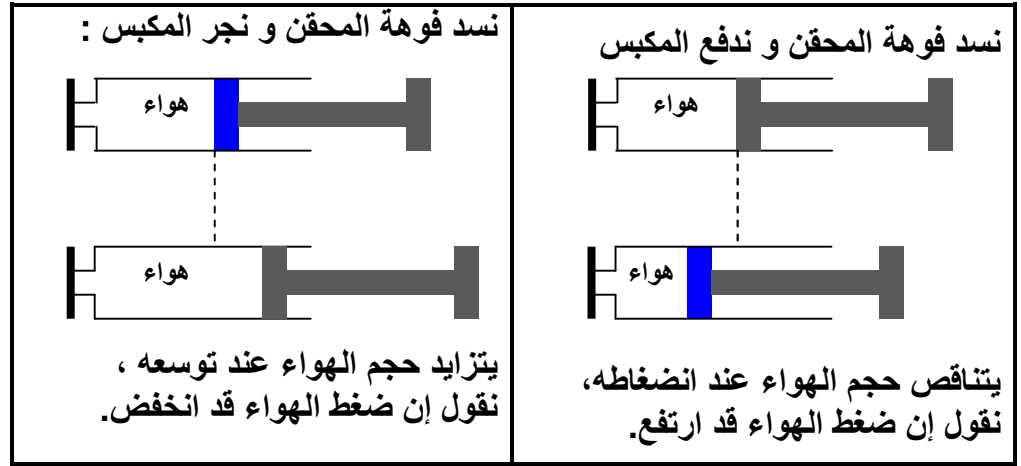 نسد فوهة المحقن و ندفع المكبس
هواء
هواء
يتناقص حجم الهواء عند انضغاطه،
نقول إن ضغط الهواء قد ارتفع.
نسد فوهة المحقن و نجر المكبس :
هواء
هواء
يتزايد حجم الهواء عند توسعه ،
نقول إن ضغط الهواء قد انخفض.